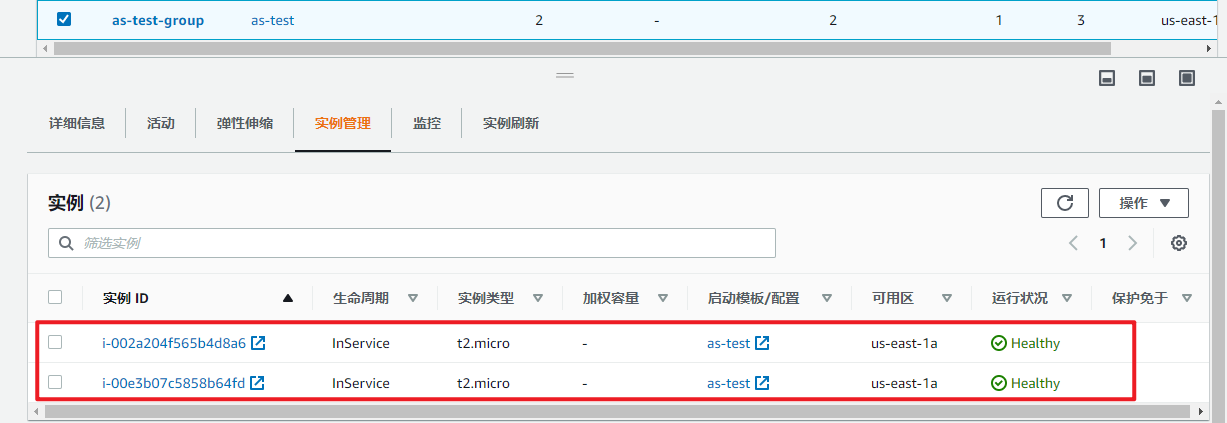 as-test-group as-test 2 - 2 1 3 us-east-1a
详细信息 活动 弹性伸缩 实例管理 监控 实例刷新
实例 (2) 操作
筛选实例 1
实例 ID 生命周期 实例类型 加权容量 启动模板/配置 可用区 运行状况 保护免于
i-002a204f565b4d8a6 InService t2.micro - as-test us-east-1a Healthy
i-00e3b07c5858b64fd InService t2.micro - as-test us-east-1a Healthy